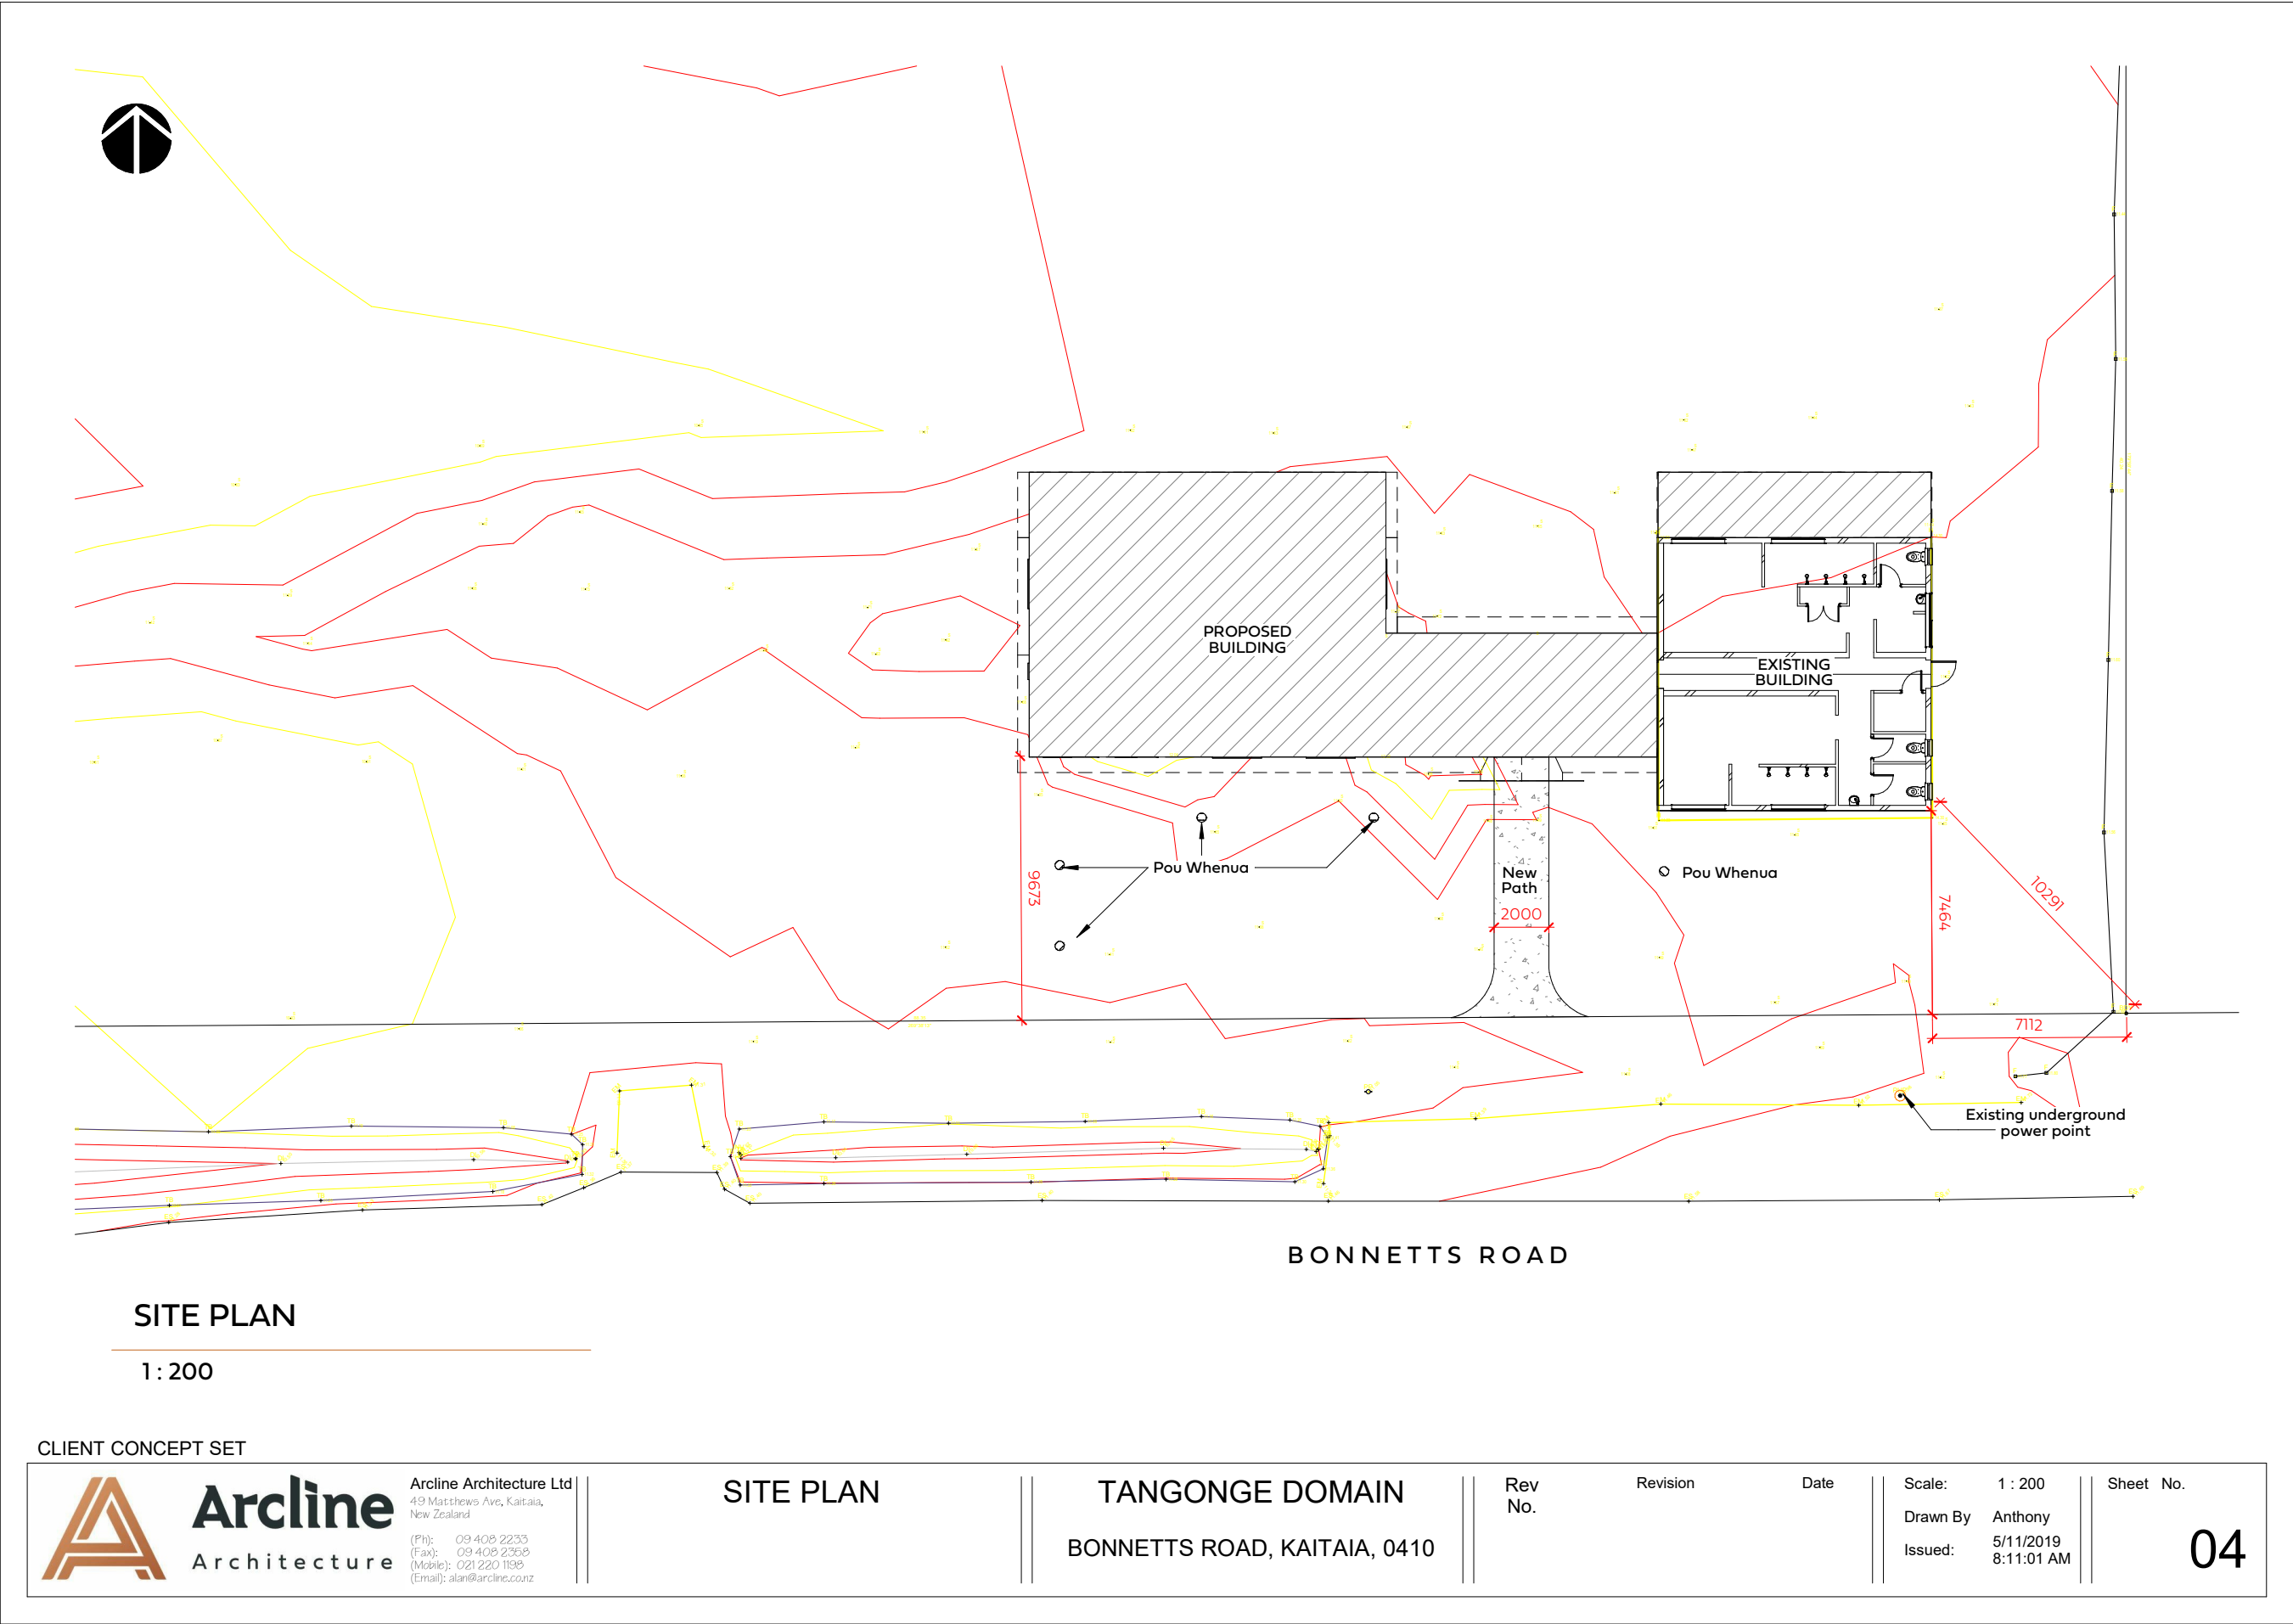 PROPOSED
BUILDING
EXISTING
BUILDING
Pou Whenua
New
Path
Pou Whenua
9673
2000
7464
10291
7112
Existing underground
power point
BONNETTS ROAD
SITE PLAN
1 : 200
CLIENT CONCEPT SET
Arcline
Architecture
Arcline Architecture Ltd
49 Matthews Ave, Kaitaia,
New Zealand
(Ph): 09 408 2233
(Fax): 09 408 2358
(Mobile): 021 220 1198
(Email): alan@arcline.co.nz
SITE PLAN
TANGONGE DOMAIN
BONNETTS ROAD, KAITAIA, 0410
Rev
No.
Revision
Date
Scale: 1 : 200
Drawn By Anthony
Issued: 5/11/2019
8:11:01 AM
Sheet No.
04